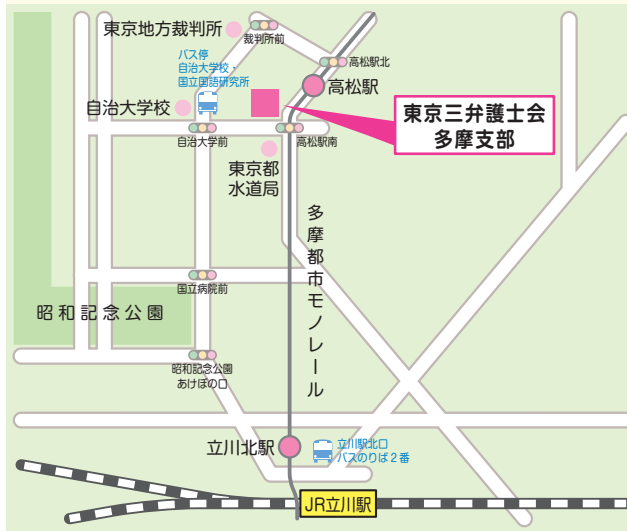 東京地方裁判所
裁判所前
バス停
自治大学校・
国立国語研究所
高松駅北
高松駅
自治大学校
東京三弁護士会
多摩支部
自治大学前
高松駅南
東京都
水道局
多摩都市モノレール
国立病院前
昭和記念公園
昭和記念公園
あけぼの口
立川北駅
立川駅北口
バスのりば2番
JR立川駅